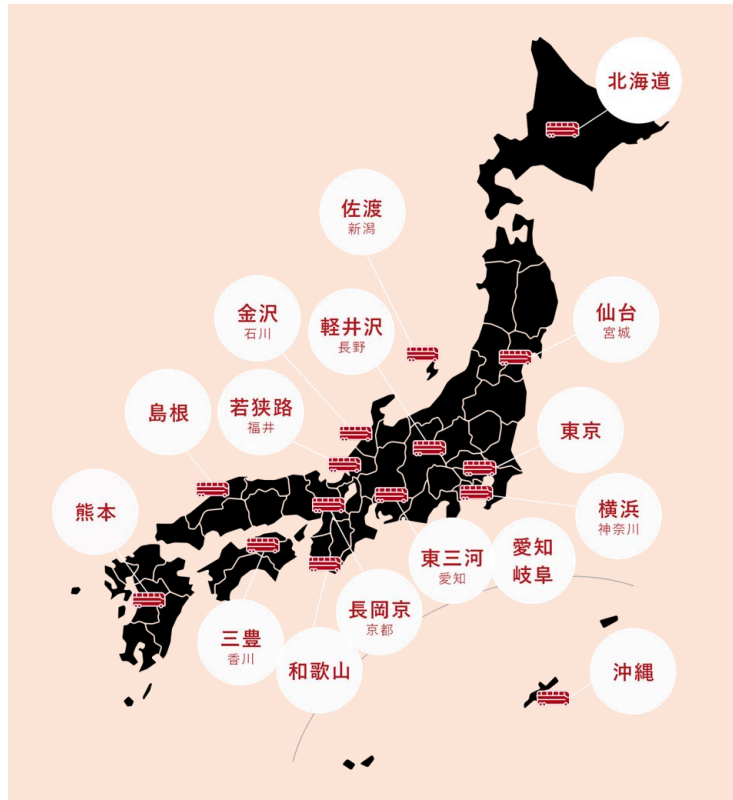 北海道
佐渡
新潟
金沢
石川
軽井沢
長野
仙台
宮城
島根
若狭路
福井
東京
熊本
横浜
神奈川
東三河
愛知
愛知
岐阜
長岡京
京都
三豊
香川
和歌山
沖縄